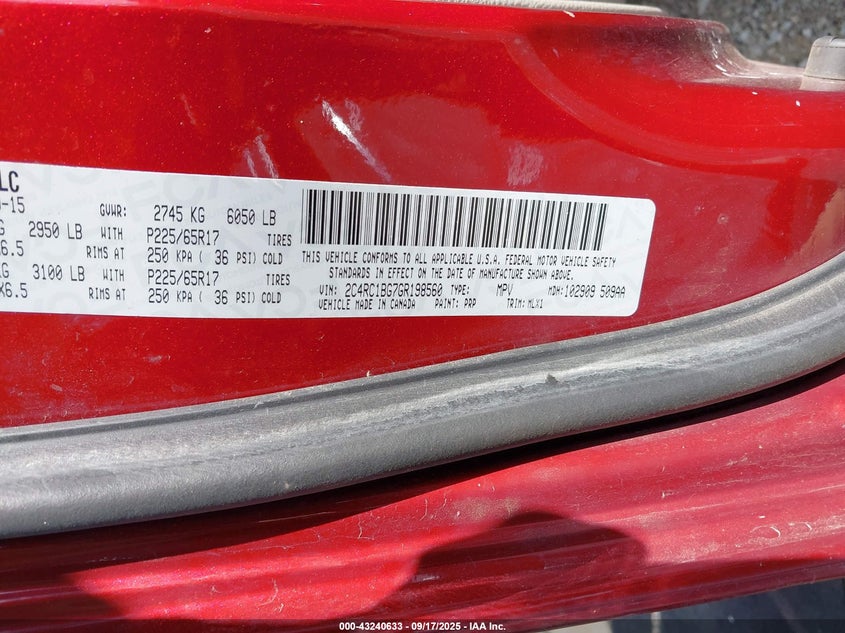 LC
-15 GVWR: 2745 KG 6050 LB
G 2950 LB WITH P225/65R17 TIRES
X6.5 RIMS AT 250 KPA ( 36 PSI) COLD
KG 3100 LB WITH P225/65R17 TIRES
X6.5 RIMS AT 250 KPA ( 36 PSI) COLD
THIS VEHICLE CONFORMS TO ALL APPLICABLE U.S.A. FEDERAL MOTOR VEHICLE SAFETY
STANDARDS IN EFFECT ON THE DATE OF MANUFACTURE SHOWN ABOVE.
VIN: 2C4RC1BG7GR198560 TYPE: MPV MDH: 102909 509AA
VEHICLE MADE IN CANADA PAINT: PRP TRIM: MLX1
000-43240633 - 09/17/2025 - IAA Inc.